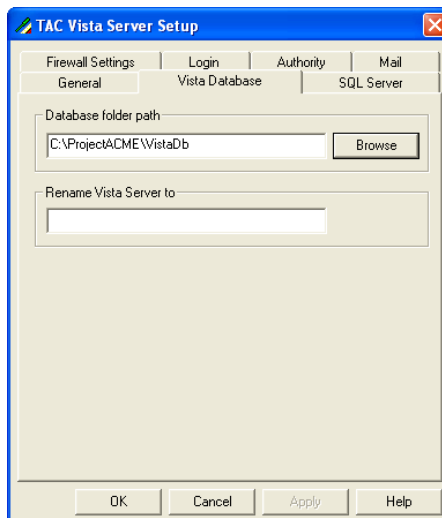 TAC Vista Server Setup
Firewall Settings Login Authority Mail
General Vista Database SQL Server
Database folder path
C:\ProjectACME\VistaDb Browse
Rename Vista Server to
OK Cancel Apply Help